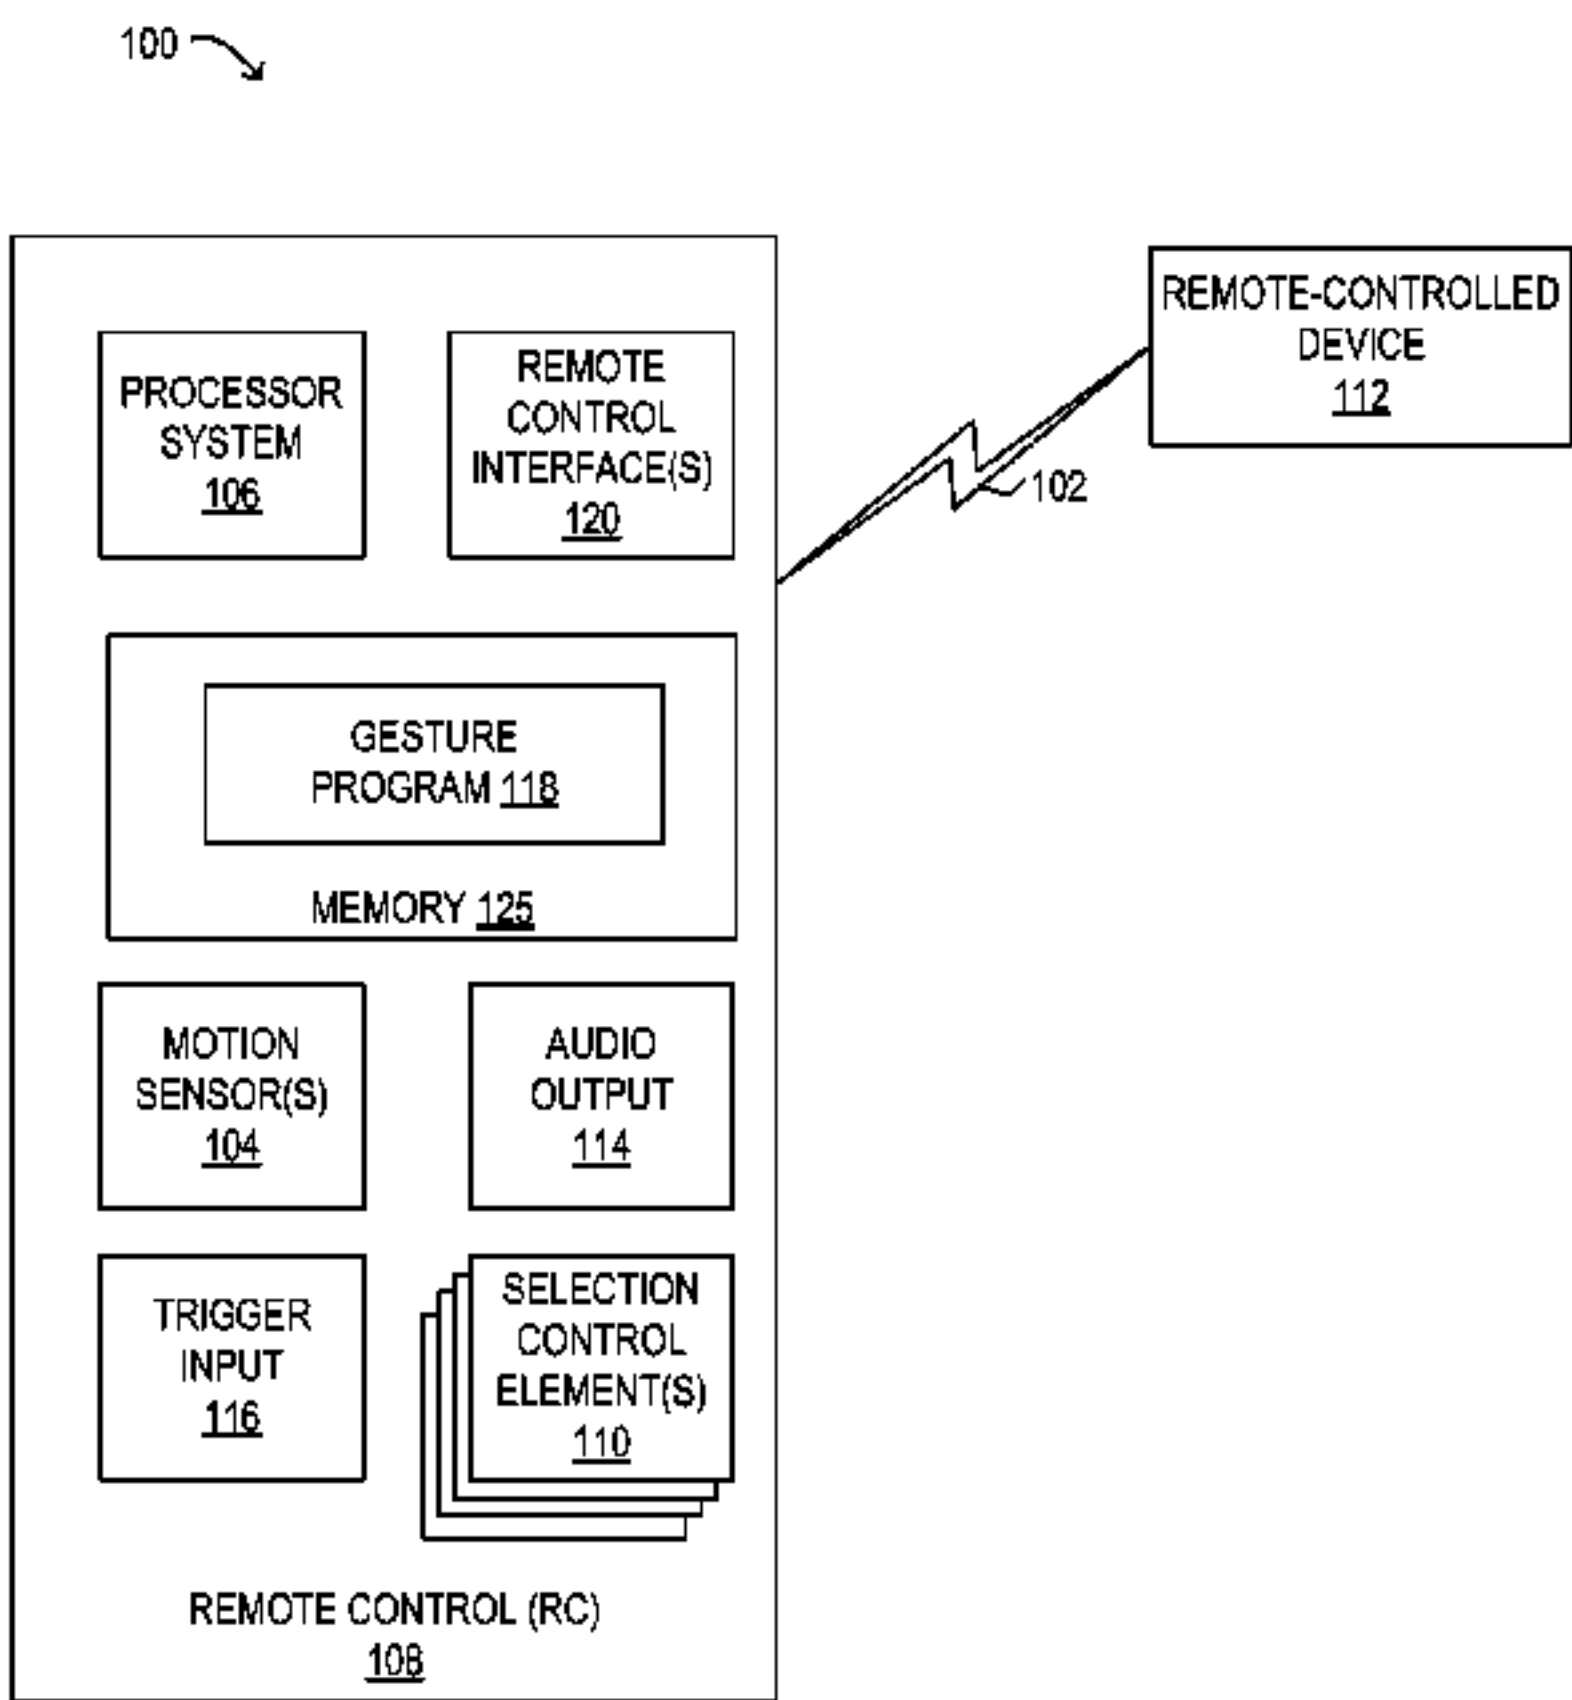 100
PROCESSOR
SYSTEM
106
REMOTE
CONTROL
INTERFACE(S)
120
REMOTE-CONTROLLED
DEVICE
112
102
GESTURE
PROGRAM 118
MEMORY 125
MOTION
SENSOR(S)
104
AUDIO
OUTPUT
114
TRIGGER
INPUT
116
SELECTION
CONTROL
ELEMENT(S)
110
REMOTE CONTROL (RC)
108